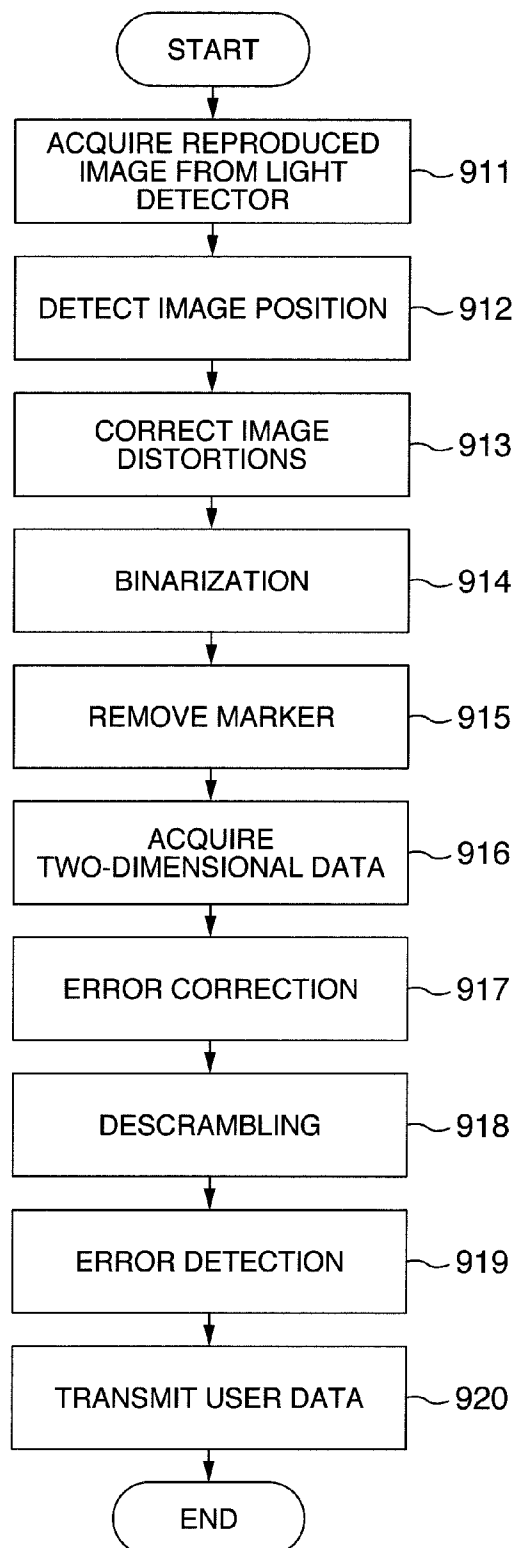 START
ACQUIRE REPRODUCED
IMAGE FROM LIGHT
DETECTOR
911
DETECT IMAGE POSITION
912
CORRECT IMAGE
DISTORTIONS
913
BINARIZATION
914
REMOVE MARKER
915
ACQUIRE
TWO-DIMENSIONAL DATA
916
ERROR CORRECTION
917
DESCRAMBLING
918
ERROR DETECTION
919
TRANSMIT USER DATA
920
END